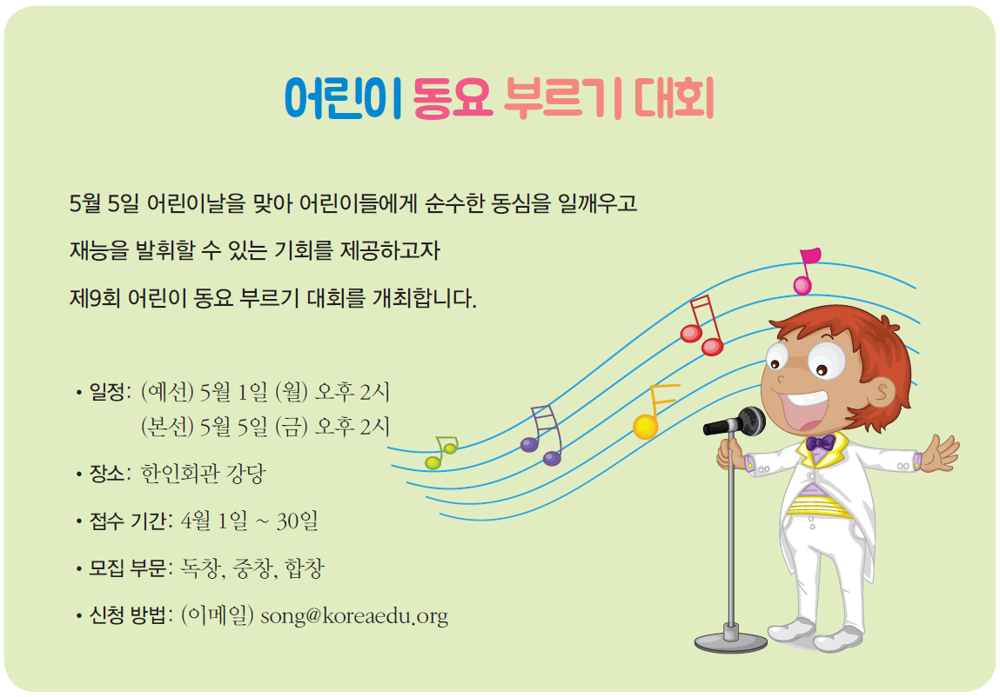 어린이 동요 부르기 대회
5월 5일 어린이날을 맞아 어린이들에게 순수한 동심을 일깨우고
재능을 발휘할 수 있는 기회를 제공하고자
제9회 어린이 동요 부르기 대회를 개최합니다.
• 일정: (예선) 5월 1일 (월) 오후 2시
(본선) 5월 5일 (금) 오후 2시
• 장소: 한인회관 강당
• 접수 기간: 4월 1일 ~ 30일
• 모집 부문: 독창, 중창, 합창
• 신청 방법: (이메일) song@koreaedu.org